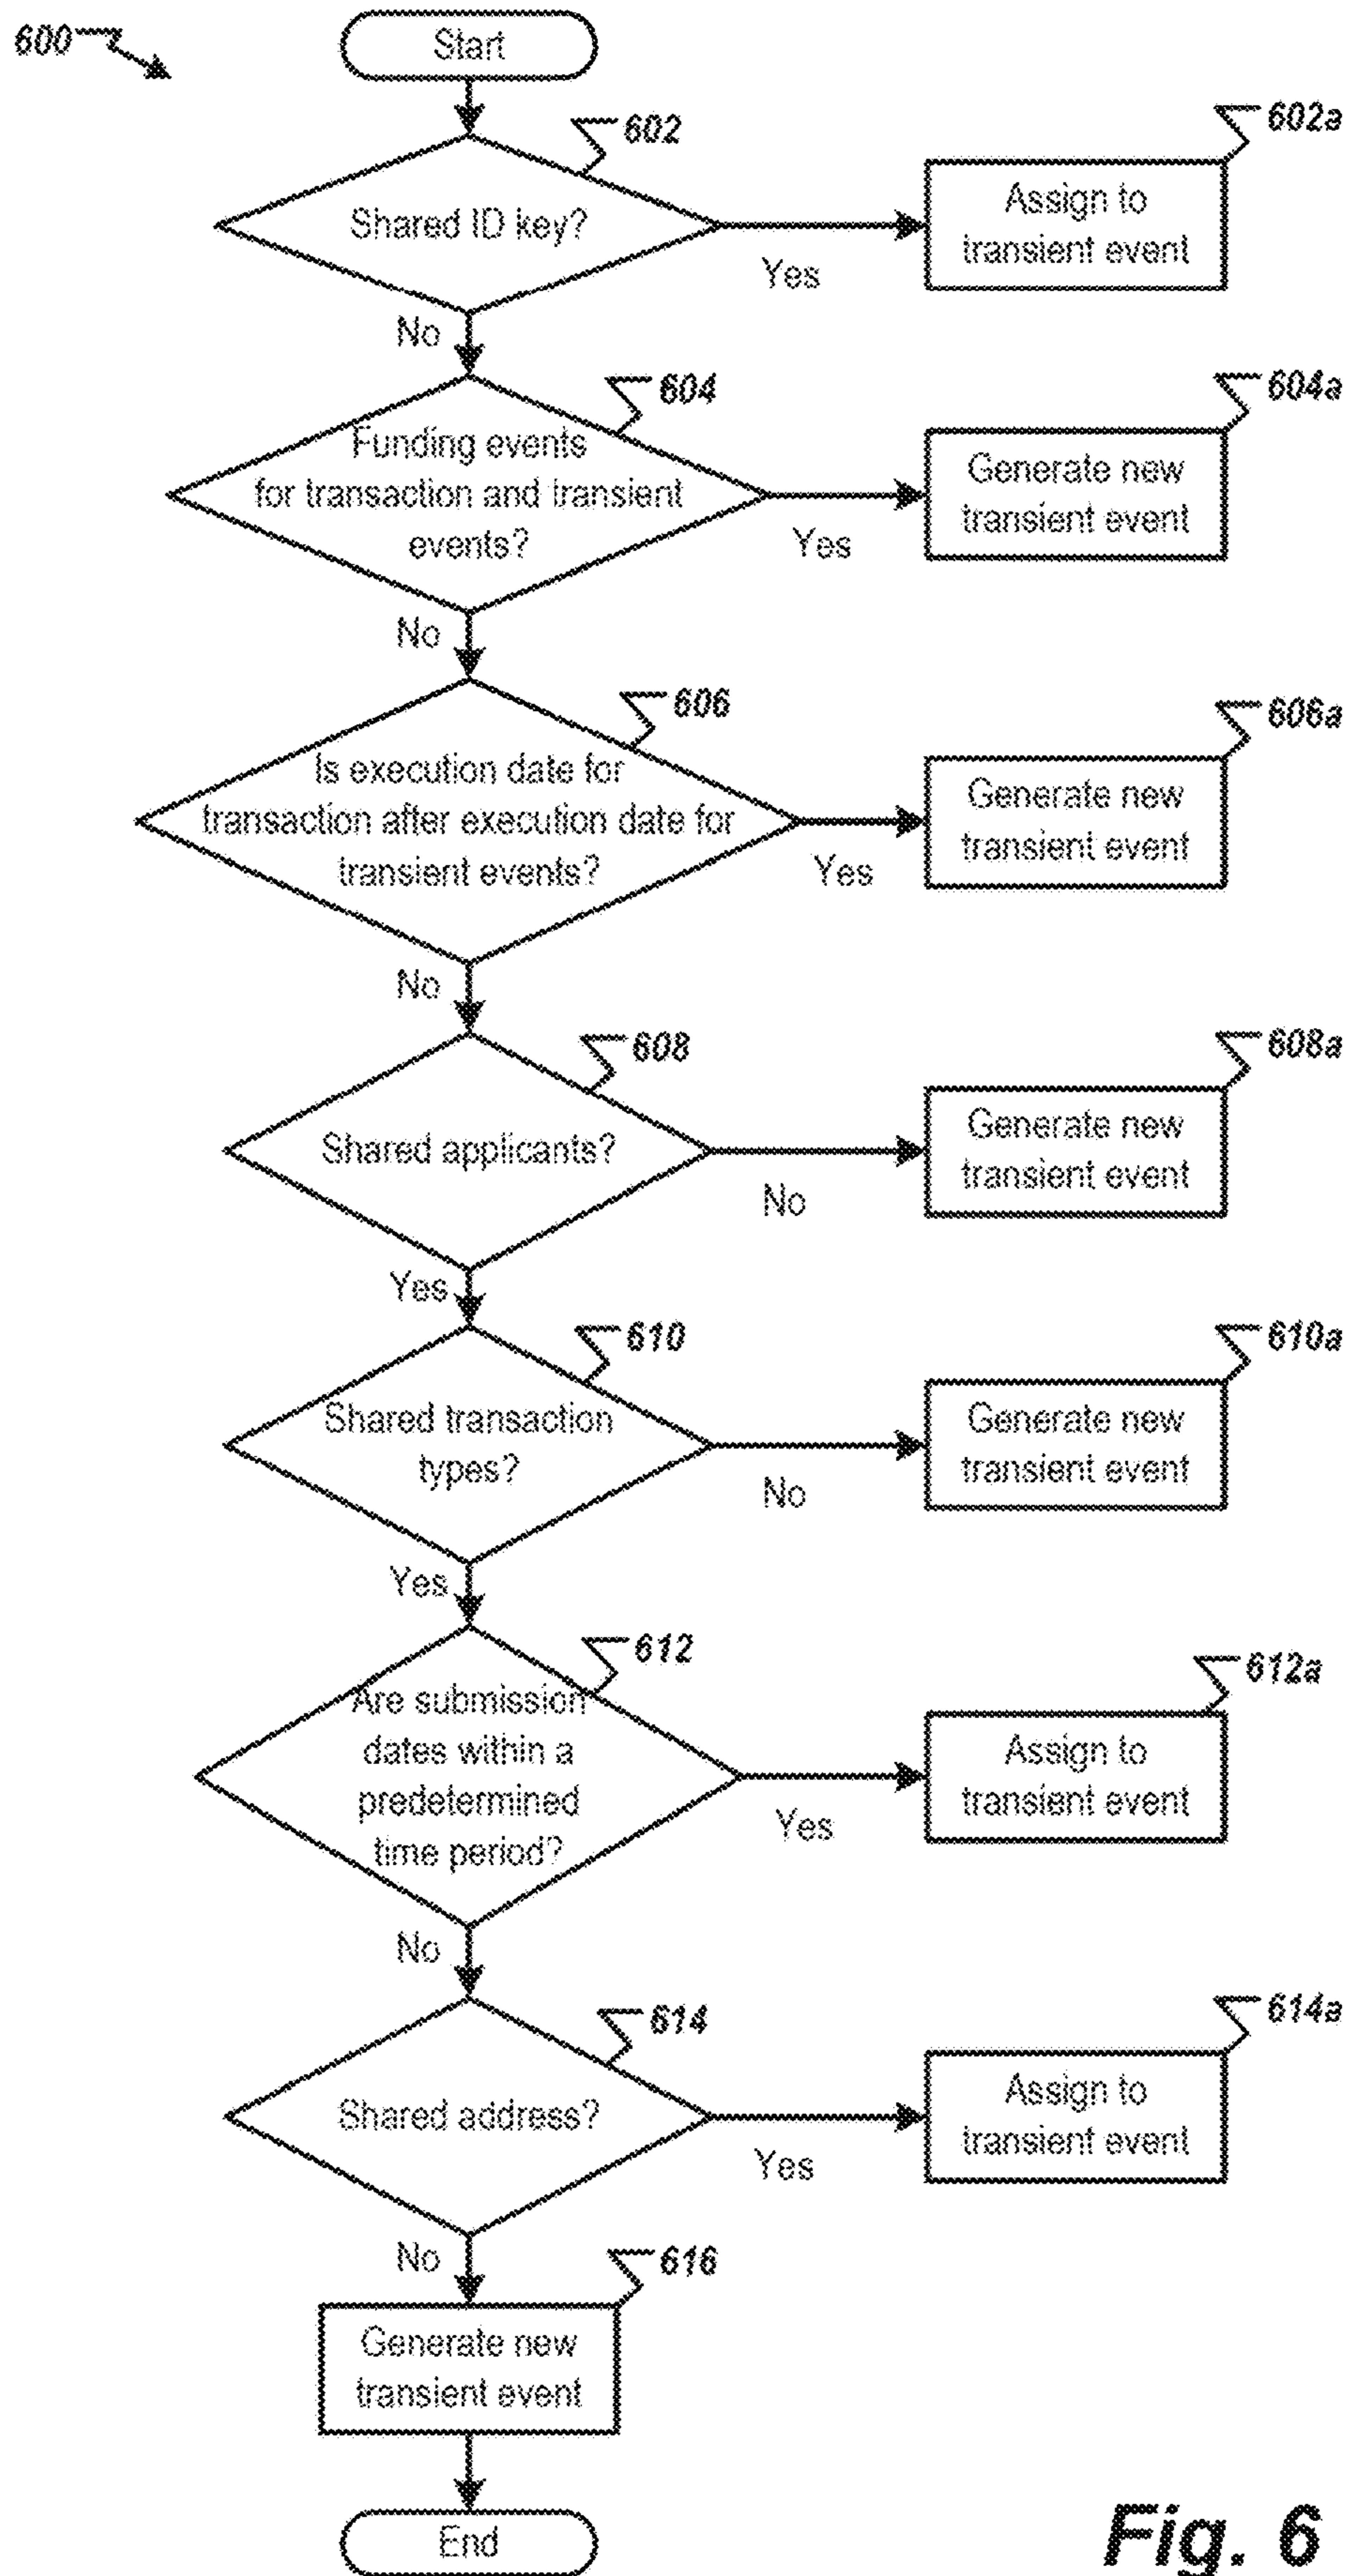 600
Start
602
602a
Shared ID key?
Assign to
transient event
Yes
No
604
604a
Funding events
for transaction and transient
events?
Generate new
transient event
Yes
No
606
606a
Is execution date for
transaction after execution date for
transient events?
Generate new
transient event
Yes
No
608
608a
Shared applicants?
Generate new
transient event
No
Yes
610
610a
Shared transaction
types?
Generate new
transient event
No
Yes
612
612a
Are submission
dates within a
predetermined
time period?
Assign to
transient event
Yes
No
614
614a
Shared address?
Assign to
transient event
Yes
No
616
Generate new
transient event
End
Fig. 6